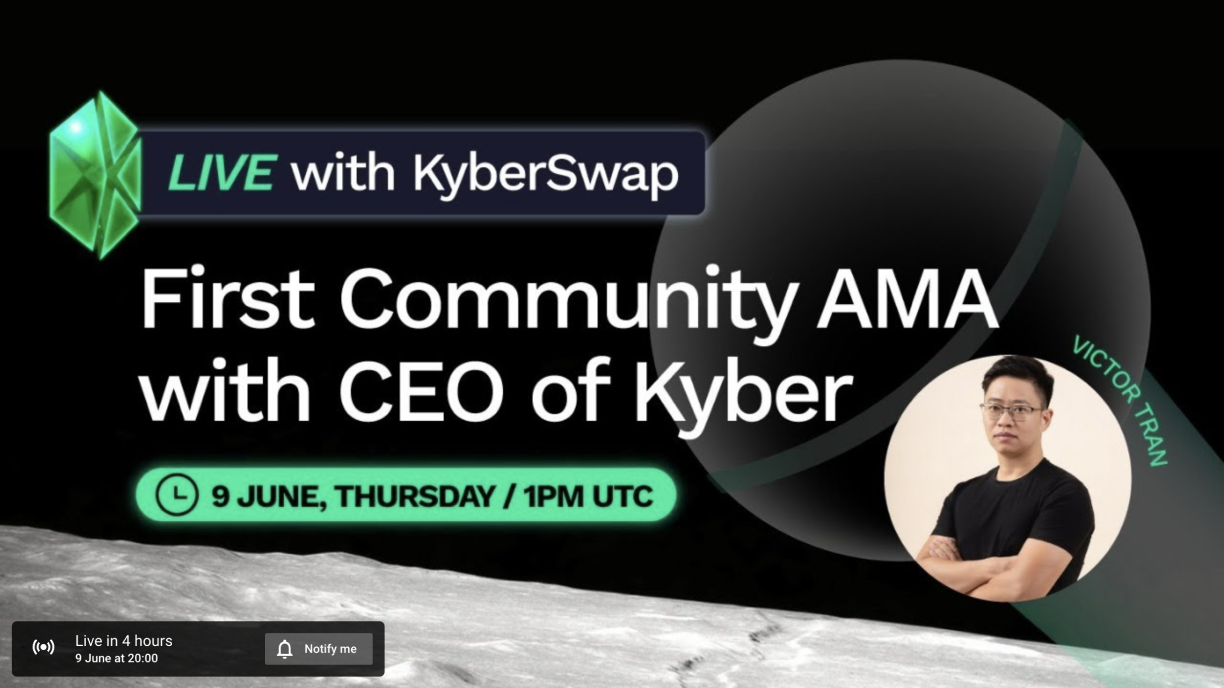 LIVE with KyberSwap
First Community AMA
with CEO of Kyber
VICTOR TRAN
9 JUNE, THURSDAY / 1PM UTC
Live in 4 hours
9 June at 20:00
Notify me